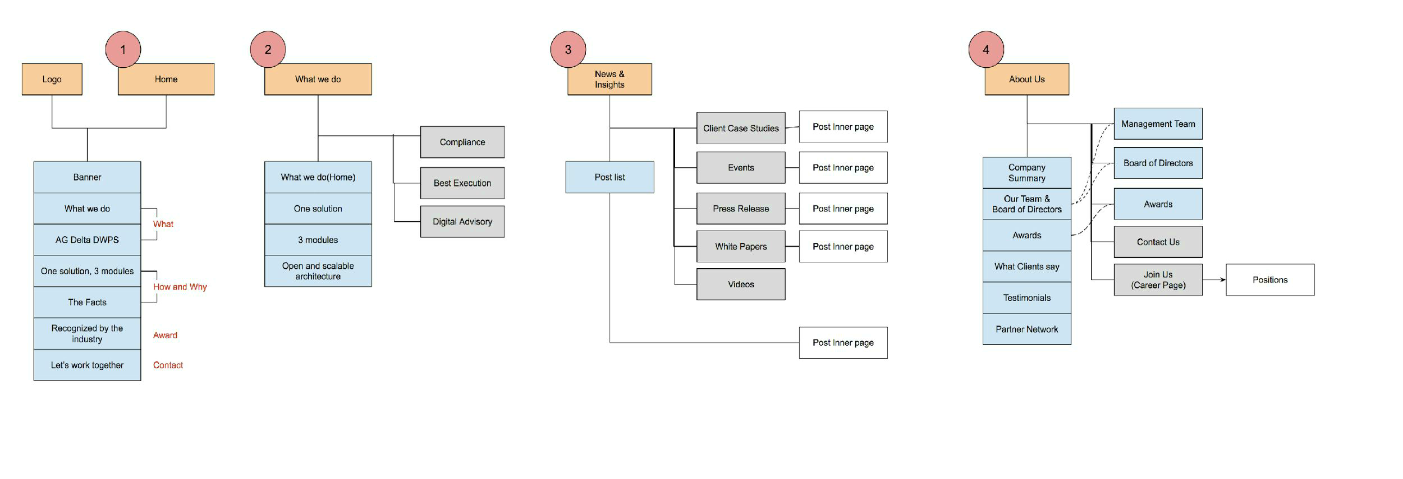 1
Logo
Home
Banner
What we do
What
AG Delta DWPS
One solution, 3 modules
How and Why
The Facts
Recognized by the
industry
Award
Let's work together
Contact
2
What we do
Compliance
Best Execution
Digital Advisory
What we do(Home)
One solution
3 modules
Open and scalable
architecture
3
News &
Insights
Client Case Studies
Post Inner page
Events
Post Inner page
Press Release
Post Inner page
White Papers
Post Inner page
Videos
Post list
Post Inner page
4
About Us
Management Team
Board of Directors
Awards
Contact Us
Join Us
(Career Page)
Positions
Company
Summary
Our Team &
Board of Directors
Awards
What Clients say
Testimonials
Partner Network